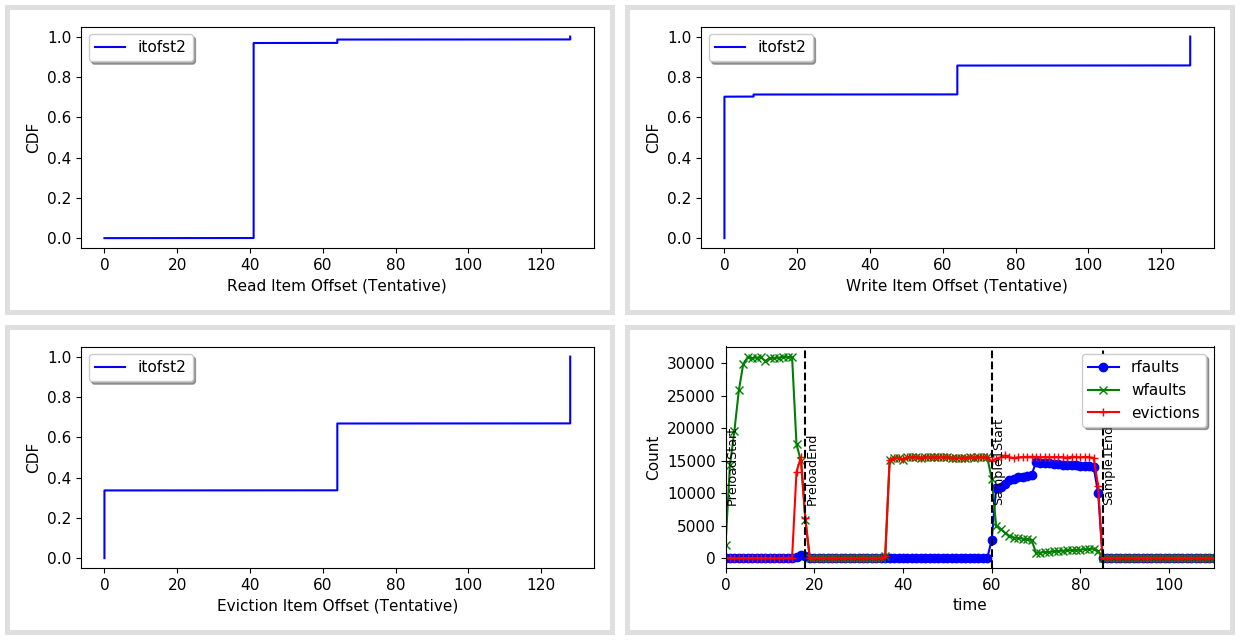 itofst2
1.0
0.8
0.6
0.4
0.2
0.0
CDF
0 20 40 60 80 100 120
Read Item Offset (Tentative)
itofst2
1.0
0.8
0.6
0.4
0.2
0.0
CDF
0 20 40 60 80 100 120
Write Item Offset (Tentative)
itofst2
1.0
0.8
0.6
0.4
0.2
0.0
CDF
0 20 40 60 80 100 120
Eviction Item Offset (Tentative)
rfaults
wfaults
evictions
30000
25000
20000
15000
10000
5000
0
Count
PreloadStart
PreloadEnd
Sample1Start
Sample1End
0 20 40 60 80 100
time